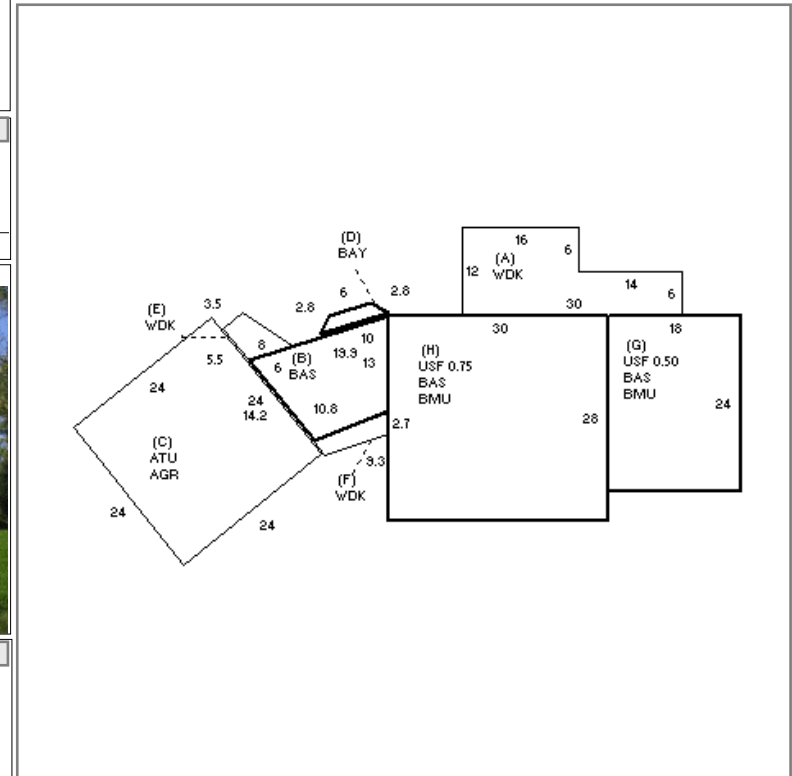 (D)
BAY
16
6
(A)
WDK
12
14
6
30
2.8
6
2.8
3.5
(E)
WDK
5.5
8
6
(B)
BAS
19.9
10
13
24
14.2
10.8
2.7
9.3
(F)
WDK
24
(C)
ATU
AGR
24
24
30
(H)
USF 0.75
BAS
BMU
28
18
(G)
USF 0.50
BAS
BMU
24